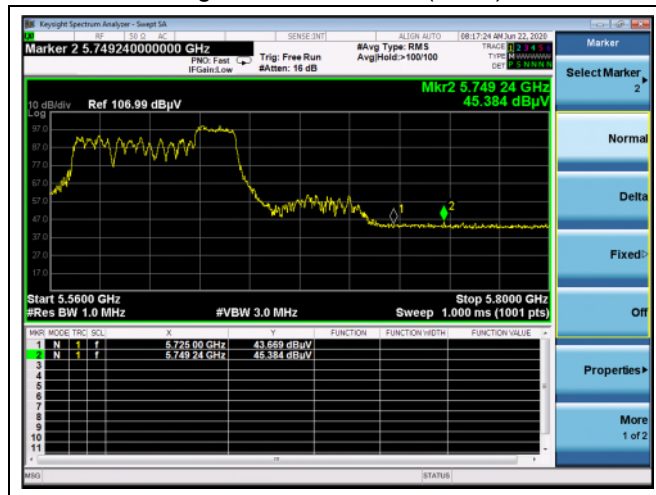 Keysight Spectrum Analyzer - Swept SA
RF 50 Ω AC SENSE:INT ALIGN AUTO 08:17:24 AM Jun 22, 2020
Marker 2 5.749240000000 GHz
PNO: Fast Trig: Free Run #Avg Type: RMS TRACE 1 2 3 4 5 6
IFGain:Low #Atten: 16 dB Avg|Hold:>100/100 TYPE
DET P S N N N N
Mkr2 5.749 24 GHz
45.384 dBµV
10 dB/div Ref 106.99 dBµV
Log
97.0
87.0
77.0
67.0
57.0
47.0
37.0
27.0
17.0
1
2
Start 5.5600 GHz Stop 5.8000 GHz
#Res BW 1.0 MHz #VBW 3.0 MHz Sweep 1.000 ms (1001 pts)
MKR MODE TRC SCL X Y FUNCTION FUNCTION WIDTH FUNCTION VALUE
1 N 1 f 5.725 00 GHz 43.669 dBµV
2 N 1 f 5.749 24 GHz 45.384 dBµV
3
4
5
6
7
8
9
10
11
MSG STATUS
Marker
Select Marker
2
Normal
Delta
Fixed
Off
Properties
More
1 of 2